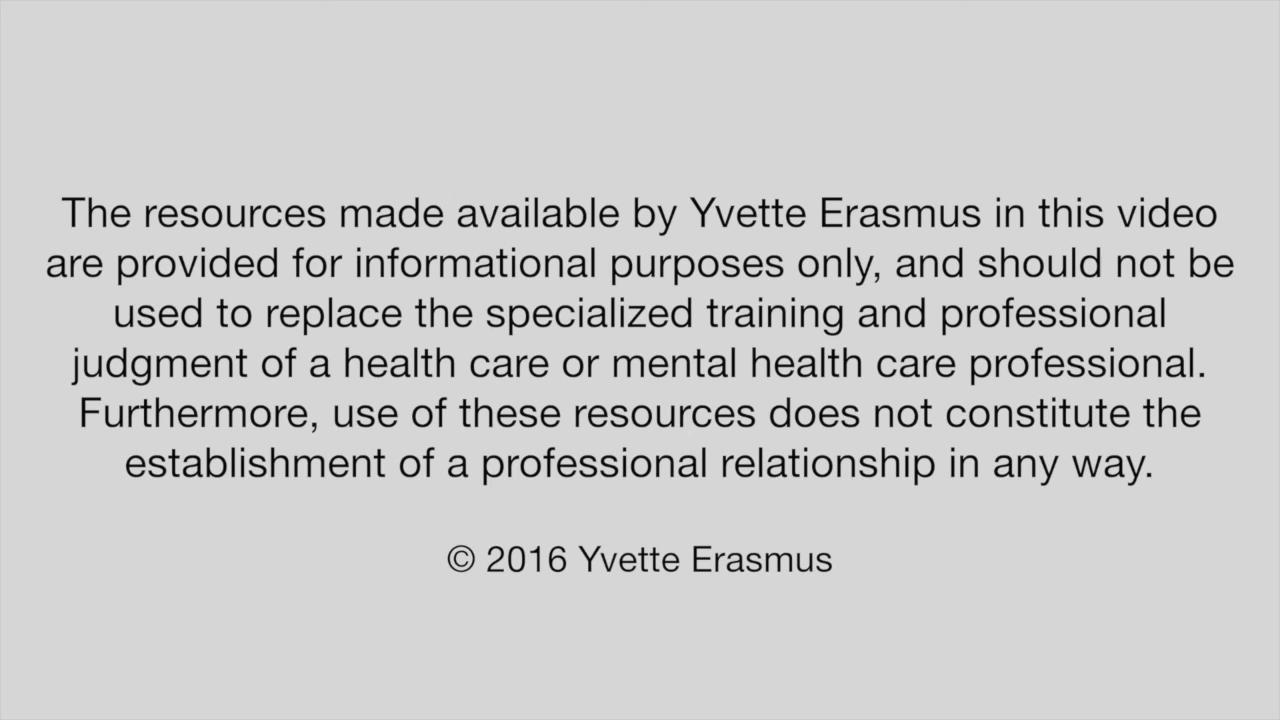 The resources made available by Yvette Erasmus in this video
are provided for informational purposes only, and should not be
used to replace the specialized training and professional
judgment of a health care or mental health care professional.
Furthermore, use of these resources does not constitute the
establishment of a professional relationship in any way.
© 2016 Yvette Erasmus